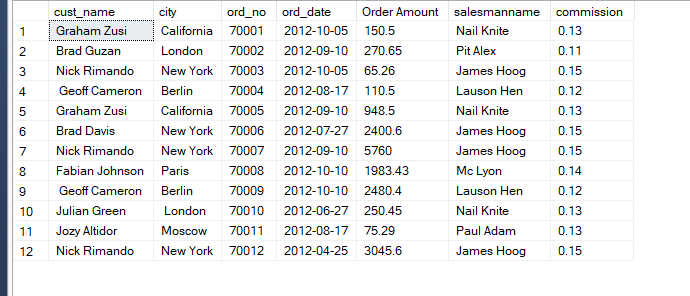 cust_name city ord_no ord_date Order Amount salesmanname commission
1 Graham Zusi California 70001 2012-10-05 150.5 Nail Knite 0.13
2 Brad Guzan London 70002 2012-09-10 270.65 Pit Alex 0.11
3 Nick Rimando New York 70003 2012-10-05 65.26 James Hoog 0.15
4 Geoff Cameron Berlin 70004 2012-08-17 110.5 Lauson Hen 0.12
5 Graham Zusi California 70005 2012-09-10 948.5 Nail Knite 0.13
6 Brad Davis New York 70006 2012-07-27 2400.6 James Hoog 0.15
7 Nick Rimando New York 70007 2012-09-10 5760 James Hoog 0.15
8 Fabian Johnson Paris 70008 2012-10-10 1983.43 Mc Lyon 0.14
9 Geoff Cameron Berlin 70009 2012-10-10 2480.4 Lauson Hen 0.12
10 Julian Green London 70010 2012-06-27 250.45 Nail Knite 0.13
11 Jozy Altidor Moscow 70011 2012-08-17 75.29 Paul Adam 0.13
12 Nick Rimando New York 70012 2012-04-25 3045.6 James Hoog 0.15